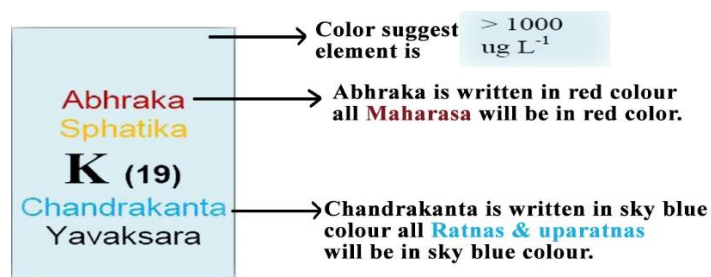 Color suggest
element is
> 1000
ug L⁻¹
Abhraka
Sphatika
K (19)
Chandrakanta
Yavaksara
Abhraka is written in red colour
all Maharasa will be in red color.
Chandrakanta is written in sky blue
colour all Ratnas & uparatnas
will be in sky blue colour.